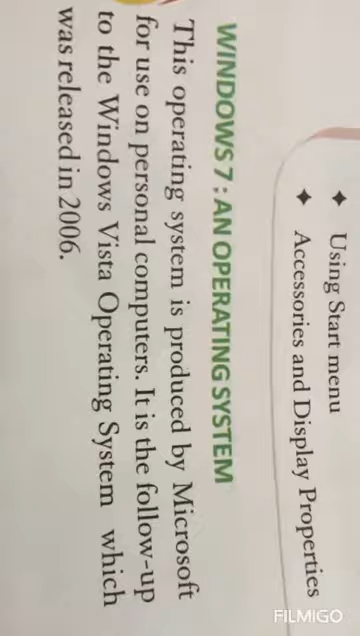 ✦ Using Start menu
✦ Accessories and Display Properties
WINDOWS 7 : AN OPERATING SYSTEM
This operating system is produced by Microsoft
for use on personal computers. It is the follow-up
to the Windows Vista Operating System which
was released in 2006.
FILMIGO